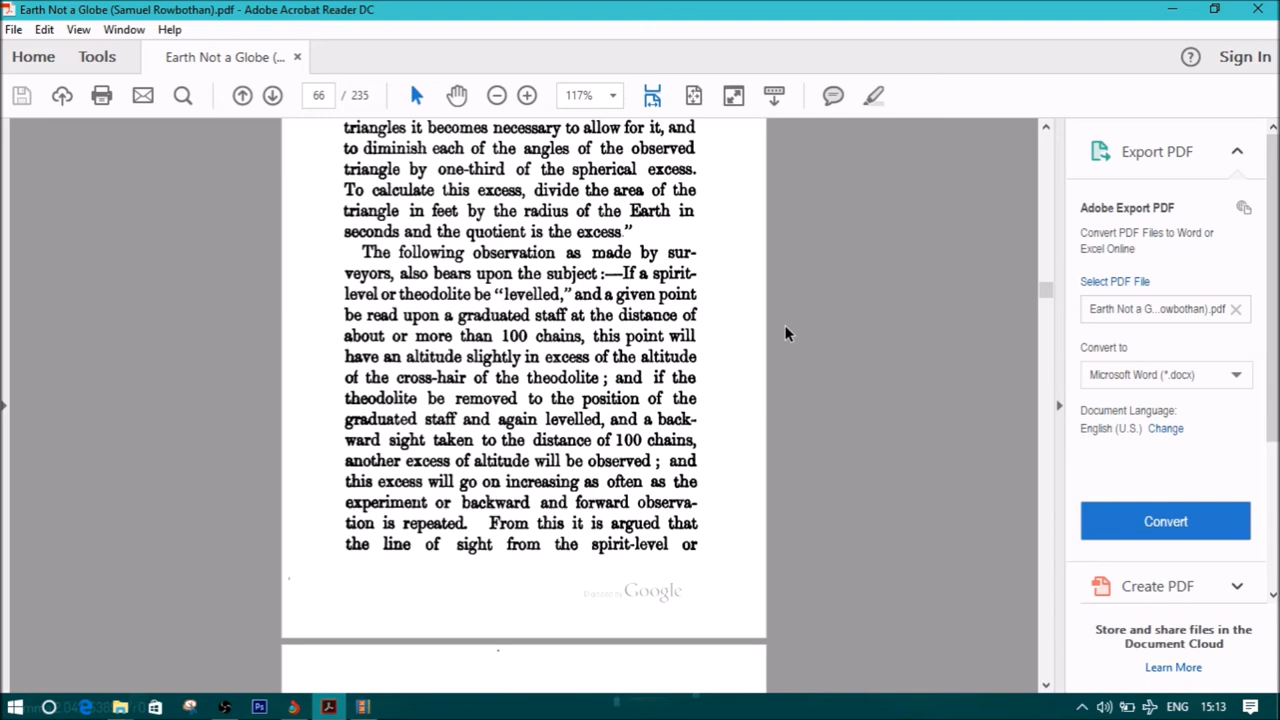 Earth Not a Globe (Samuel Rowbothan).pdf - Adobe Acrobat Reader DC
File Edit View Window Help
Home Tools Earth Not a Globe (... × Sign In
66 / 235 117%
triangles it becomes necessary to allow for it, and
to diminish each of the angles of the observed
triangle by one-third of the spherical excess.
To calculate this excess, divide the area of the
triangle in feet by the radius of the Earth in
seconds and the quotient is the excess."
The following observation as made by sur-
veyors, also bears upon the subject :—If a spirit-
level or theodolite be "levelled," and a given point
be read upon a graduated staff at the distance of
about or more than 100 chains, this point will
have an altitude slightly in excess of the altitude
of the cross-hair of the theodolite ; and if the
theodolite be removed to the position of the
graduated staff and again levelled, and a back-
ward sight taken to the distance of 100 chains,
another excess of altitude will be observed ; and
this excess will go on increasing as often as the
experiment or backward and forward observa-
tion is repeated. From this it is argued that
the line of sight from the spirit-level or
Google
Export PDF
Adobe Export PDF
Convert PDF Files to Word or
Excel Online
Select PDF File
Earth Not a G...owbothan).pdf
Convert to
Microsoft Word (*.docx)
Document Language:
English (U.S.) Change
Convert
Create PDF
Store and share files in the
Document Cloud
Learn More
Ps
ENG 15:13